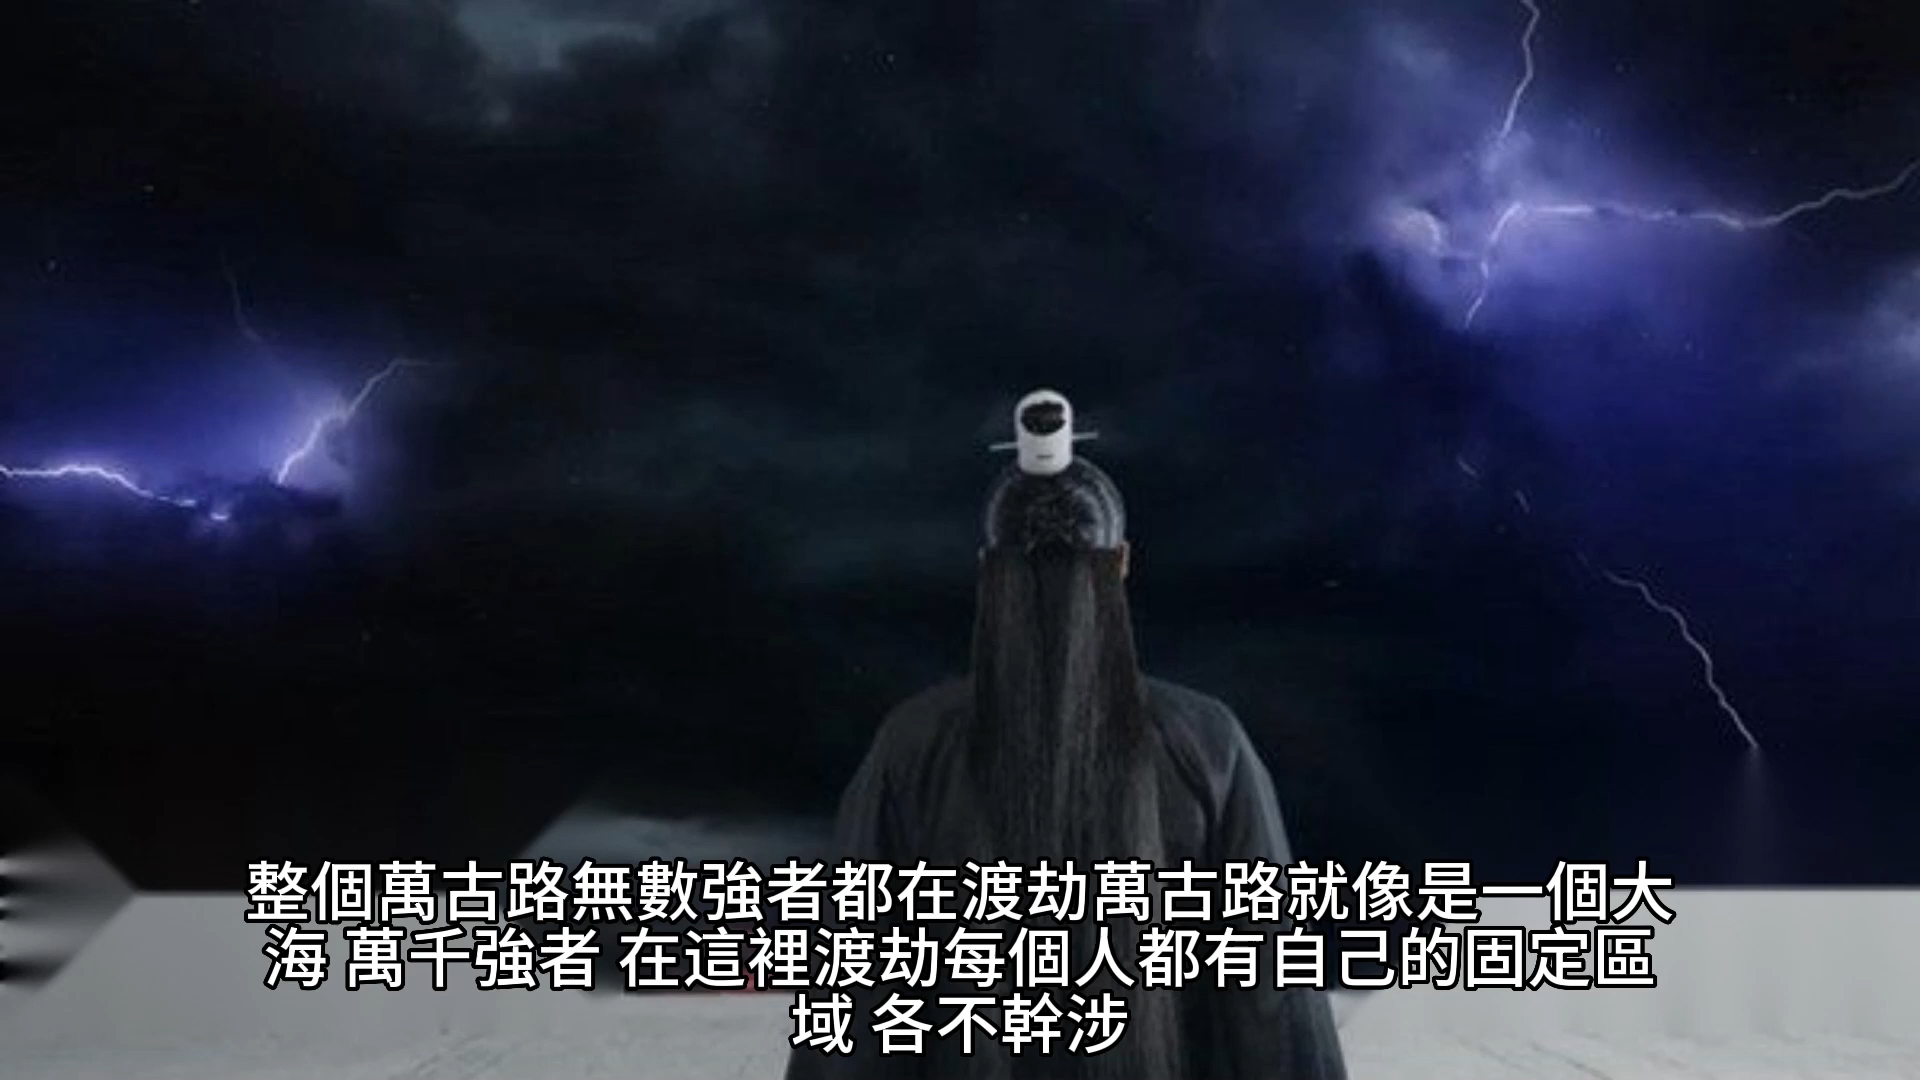 整個萬古路無數強者都在渡劫萬古路就像是一個大
海 萬千強者 在這裡渡劫每個人都有自己的固定區
域 各不幹涉